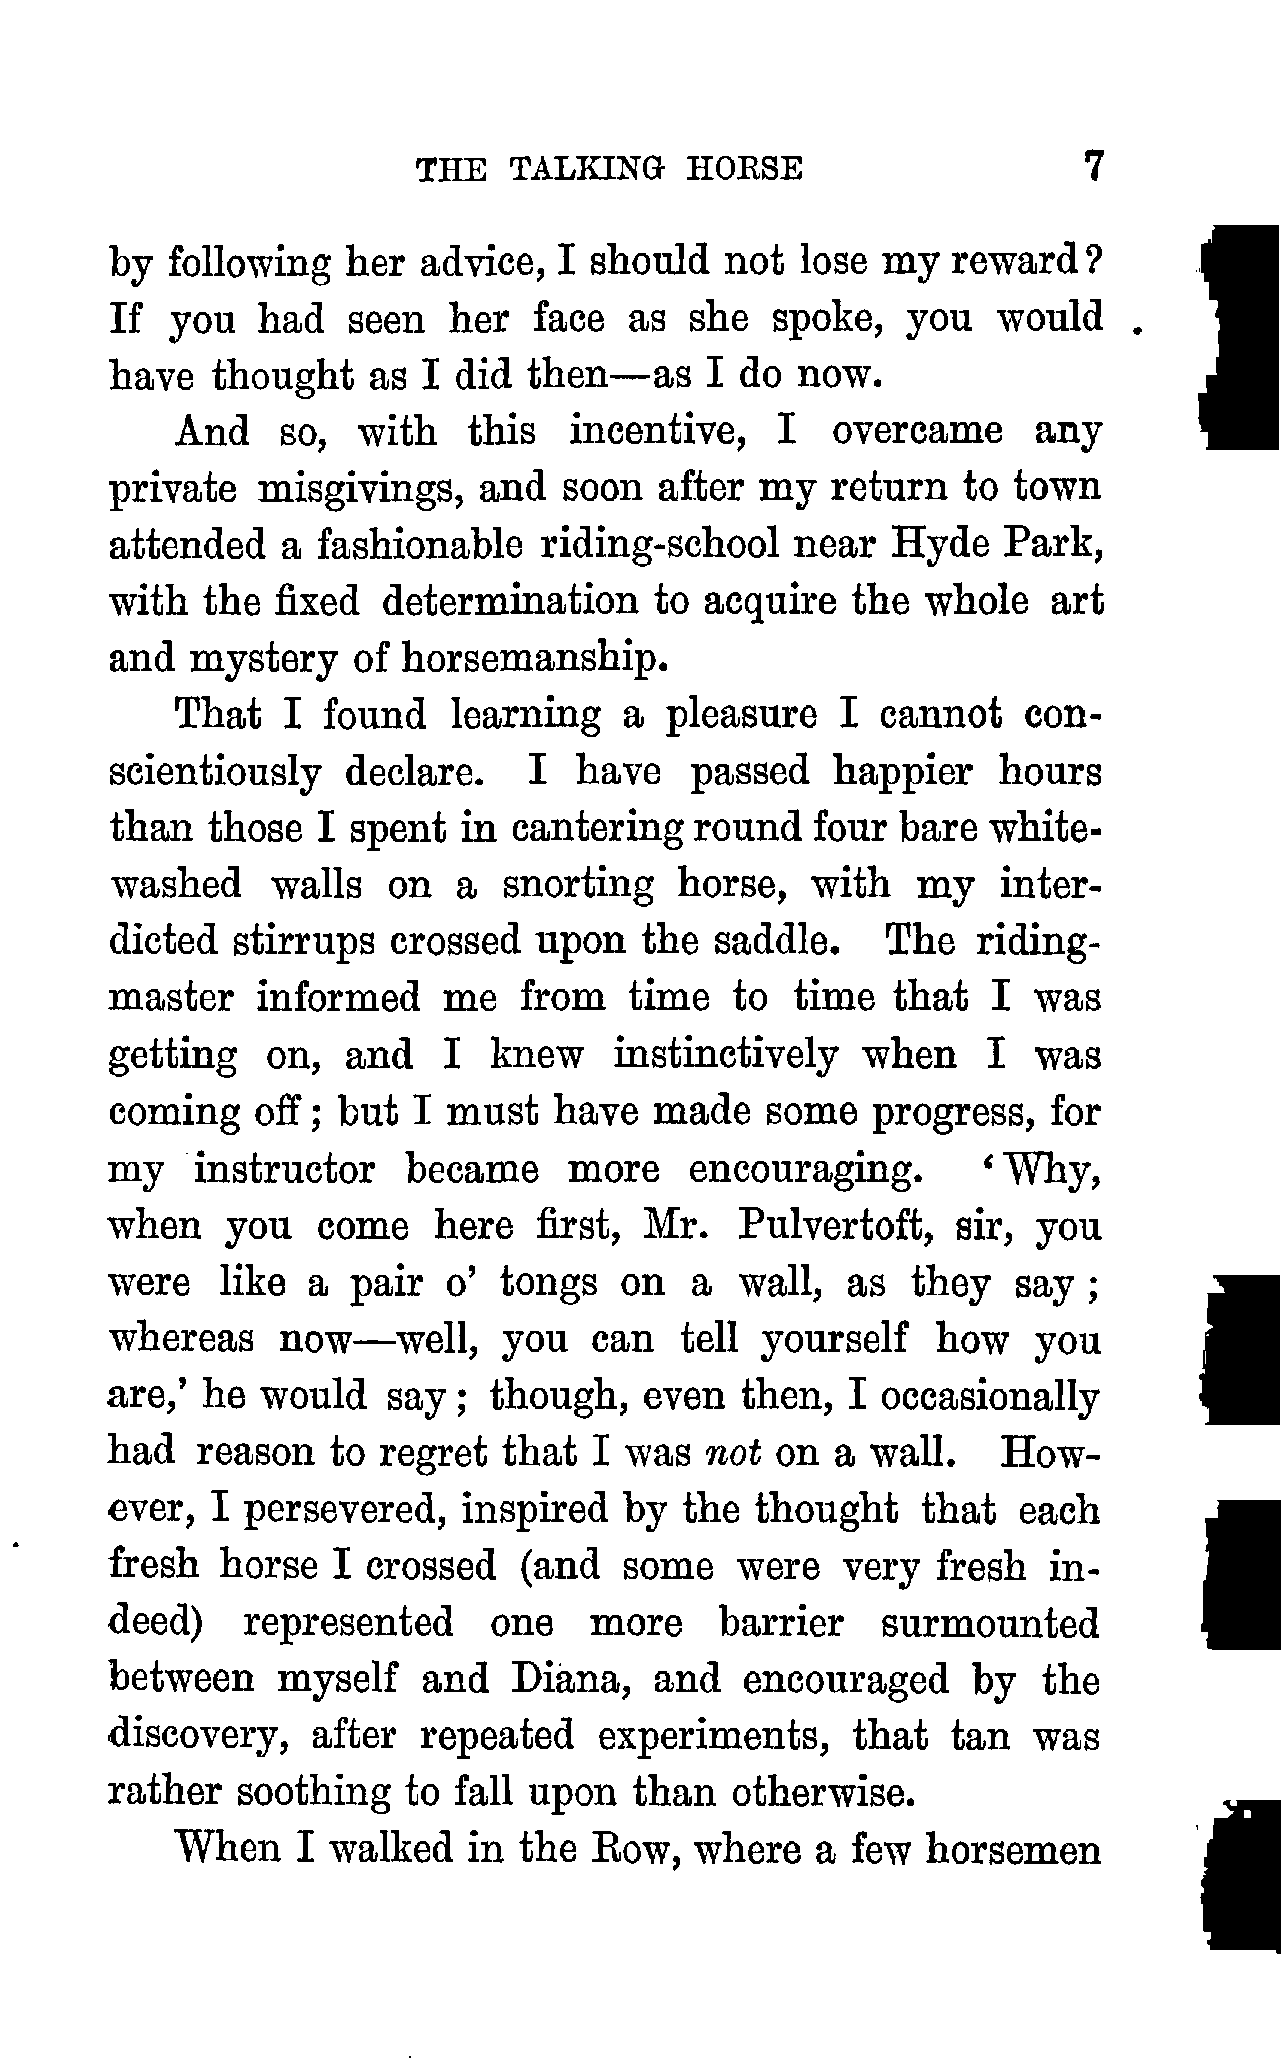 THE TALKING HORSE 7
by following her advice, I should not lose my reward?
If you had seen her face as she spoke, you would
have thought as I did then—as I do now.
And so, with this incentive, I overcame any
private misgivings, and soon after my return to town
attended a fashionable riding-school near Hyde Park,
with the fixed determination to acquire the whole art
and mystery of horsemanship.
That I found learning a pleasure I cannot con-
scientiously declare. I have passed happier hours
than those I spent in cantering round four bare white-
washed walls on a snorting horse, with my inter-
dicted stirrups crossed upon the saddle. The riding-
master informed me from time to time that I was
getting on, and I knew instinctively when I was
coming off; but I must have made some progress, for
my instructor became more encouraging. ‘Why,
when you come here first, Mr. Pulvertoft, sir, you
were like a pair o’ tongs on a wall, as they say;
whereas now—well, you can tell yourself how you
are,’ he would say; though, even then, I occasionally
had reason to regret that I was not on a wall. How-
ever, I persevered, inspired by the thought that each
fresh horse I crossed (and some were very fresh in-
deed) represented one more barrier surmounted
between myself and Diana, and encouraged by the
discovery, after repeated experiments, that tan was
rather soothing to fall upon than otherwise.
When I walked in the Row, where a few horsemen